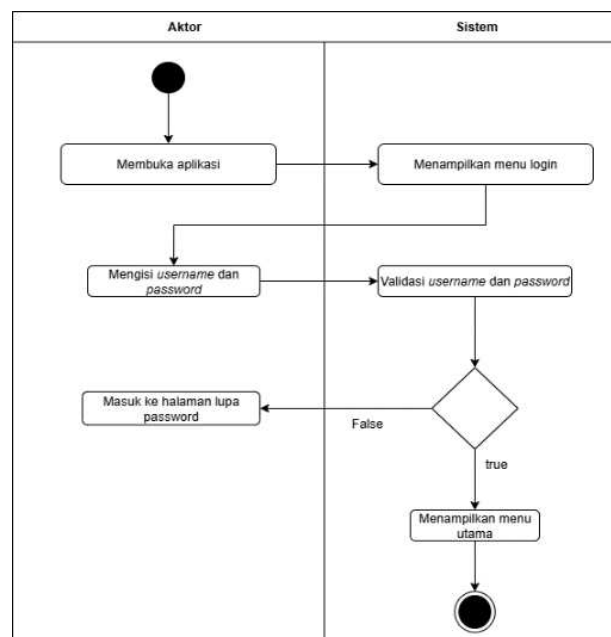 Aktor
Sistem
Membuka aplikasi
Menampilkan menu login
Mengisi username dan
password
Validasi username dan password
Masuk ke halaman lupa
password
False
true
Menampilkan menu
utama